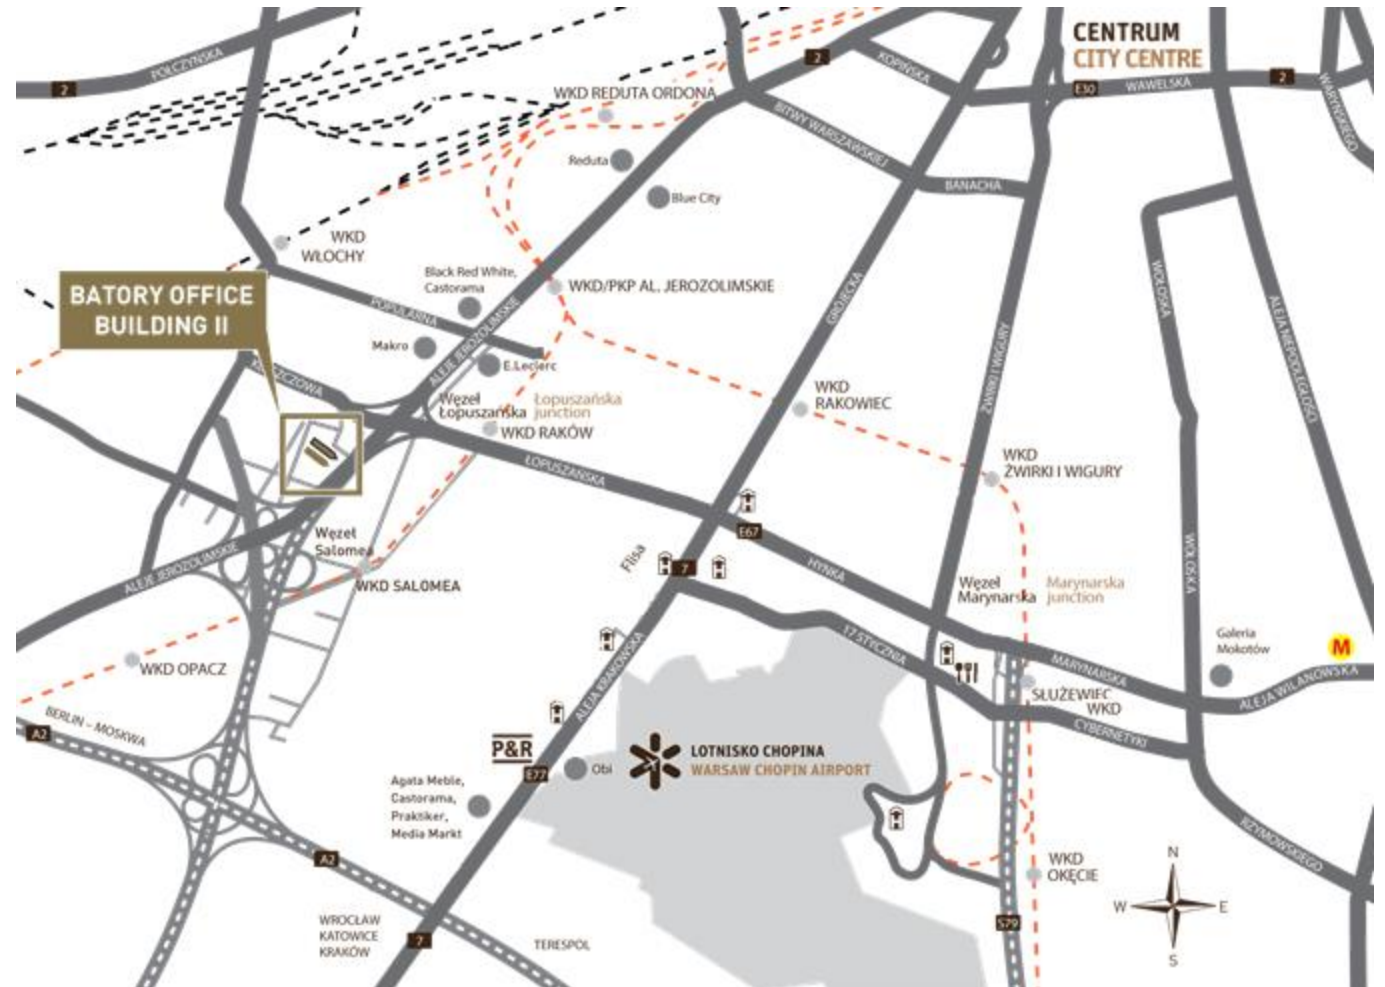 CENTRUM
CITY CENTRE
POŁCZYŃSKA
2
2
KOPIŃSKA
E30
WAWELSKA
2
WARYŃSKIEGO
WKD REDUTA ORDONA
BITWY WARSZAWSKIEJ
Reduta
BANACHA
Blue City
WKD
WŁOCHY
Black Red White,
Castorama
WKD/PKP AL. JEROZOLIMSKIE
BATORY OFFICE
BUILDING II
POPULARNA
GRÓJECKA
WOŁOSKA
ALEJA NIEPODLEGŁOŚCI
Makro
ALEJE JEROZOLIMSKIE
E.Leclerc
ŻWIRKI I WIGURY
Węzeł
Łopuszańska
Łopuszańska
junction
WKD
RAKOWIEC
WKD RAKÓW
ŁOPUSZAŃSKA
WKD
ŻWIRKI I WIGURY
Węzeł
Salomea
E67
Flisa
7
HYNKA
WOŁOSKA
ALEJE JEROZOLIMSKIE
WKD SALOMEA
Węzeł
Marynarska
Marynarska
junction
17 STYCZNIA
Galeria
Mokotów
M
WKD OPACZ
ALEJA KRAKOWSKA
MARYNARSKA
ALEJA WILANOWSKA
SŁUŻEWIEC
WKD
BERLIN – MOSKWA
A2
CYBERNETYKI
P&R
LOTNISKO CHOPINA
WARSAW CHOPIN AIRPORT
E77
Obi
Agata Meble,
Castorama,
Praktiker,
Media Markt
RZYMOWSKIEGO
A2
WKD
OKĘCIE
N
W
E
S
WROCŁAW
KATOWICE
KRAKÓW
7
TERESPOL
S79